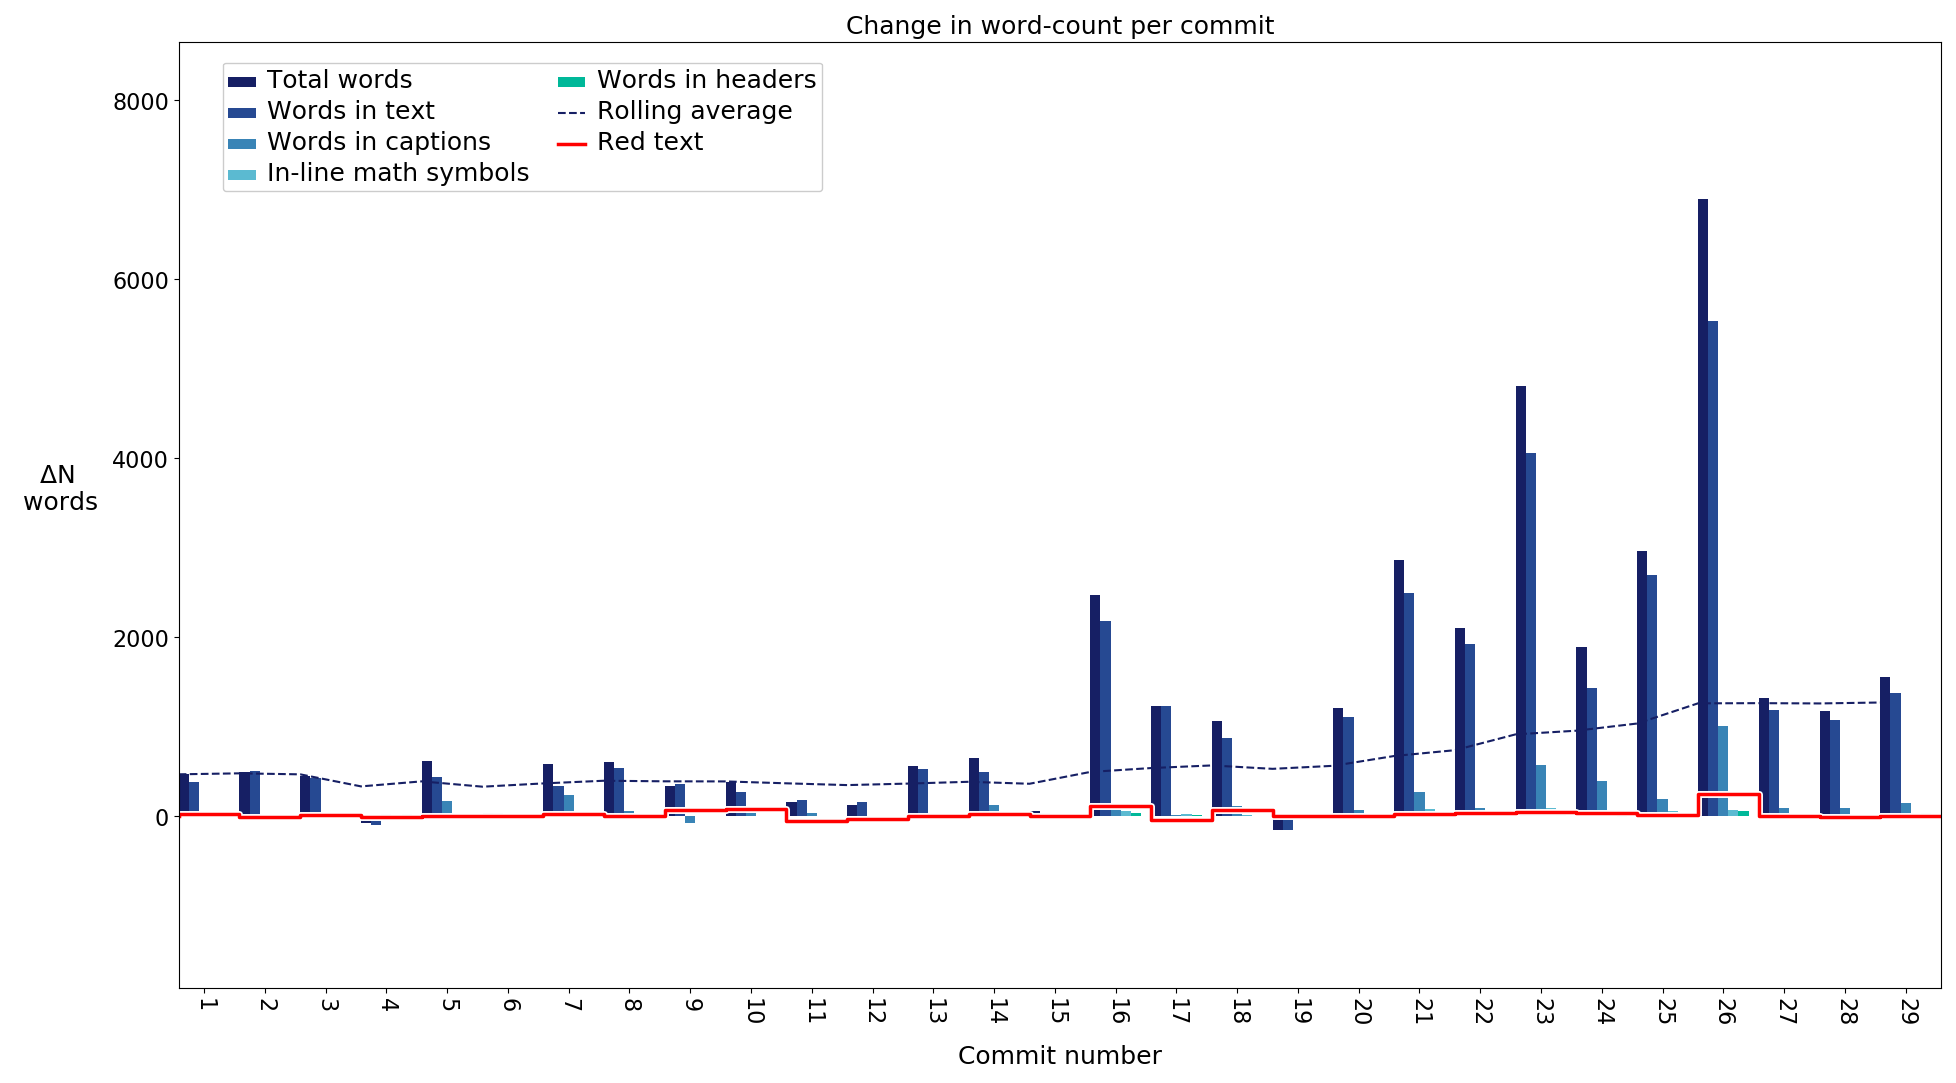 Change in word-count per commit
Total words
Words in text
Words in captions
In-line math symbols
Words in headers
Rolling average
Red text
8000
6000
4000
2000
0
ΔN
words
1 2 3 4 5 6 7 8 9 10 11 12 13 14 15 16 17 18 19 20 21 22 23 24 25 26 27 28 29
Commit number